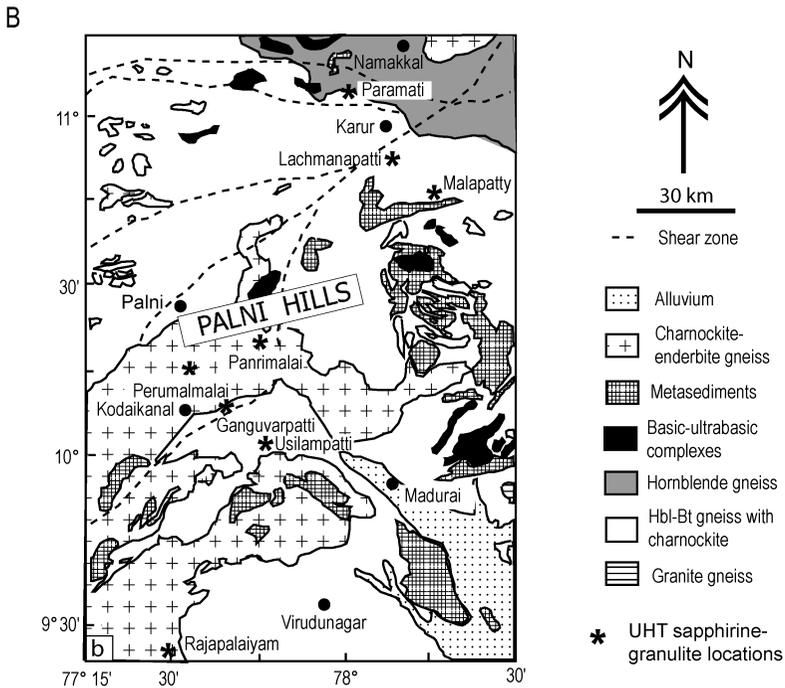 B
Namakkal
Paramati
11°
Karur
Lachmanapatti
Malapatty
30'
Palni
PALNI HILLS
Panrimalai
Perumalmalai
Kodaikanal
Ganguvarpatti
10°
Usilampatti
Madurai
9° 30'
Virudunagar
b
Rajapalaiyam
77° 15'
30'
78°
30'
N
30 km
Shear zone
Alluvium
Charnockite-
enderbite gneiss
Metasediments
Basic-ultrabasic
complexes
Hornblende gneiss
Hbl-Bt gneiss with
charnockite
Granite gneiss
UHT sapphirine-
granulite locations